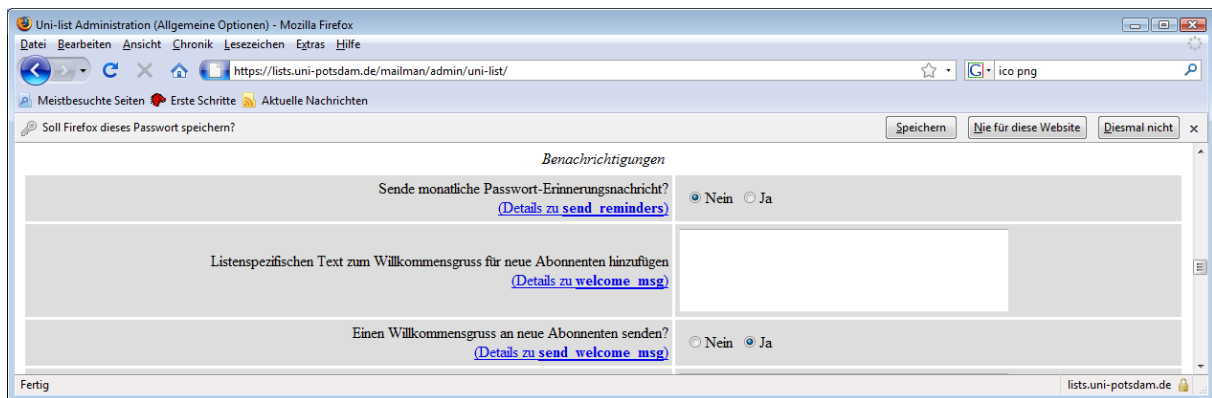 Uni-list Administration (Allgemeine Optionen) - Mozilla Firefox
Datei Bearbeiten Ansicht Chronik Lesezeichen Extras Hilfe
https://lists.uni-potsdam.de/mailman/admin/uni-list/ G ico png
Meistbesuchte Seiten Erste Schritte Aktuelle Nachrichten
Soll Firefox dieses Passwort speichern? Speichern Nie für diese Website Diesmal nicht x
Benachrichtigungen
Sende monatliche Passwort-Erinnerungsnachricht?
(Details zu send_reminders) Nein Ja
Listenspezifischen Text zum Willkommensgruss für neue Abonnenten hinzufügen
(Details zu welcome_msg)
Einen Willkommensgruss an neue Abonnenten senden?
(Details zu send_welcome_msg) Nein Ja
Fertig lists.uni-potsdam.de